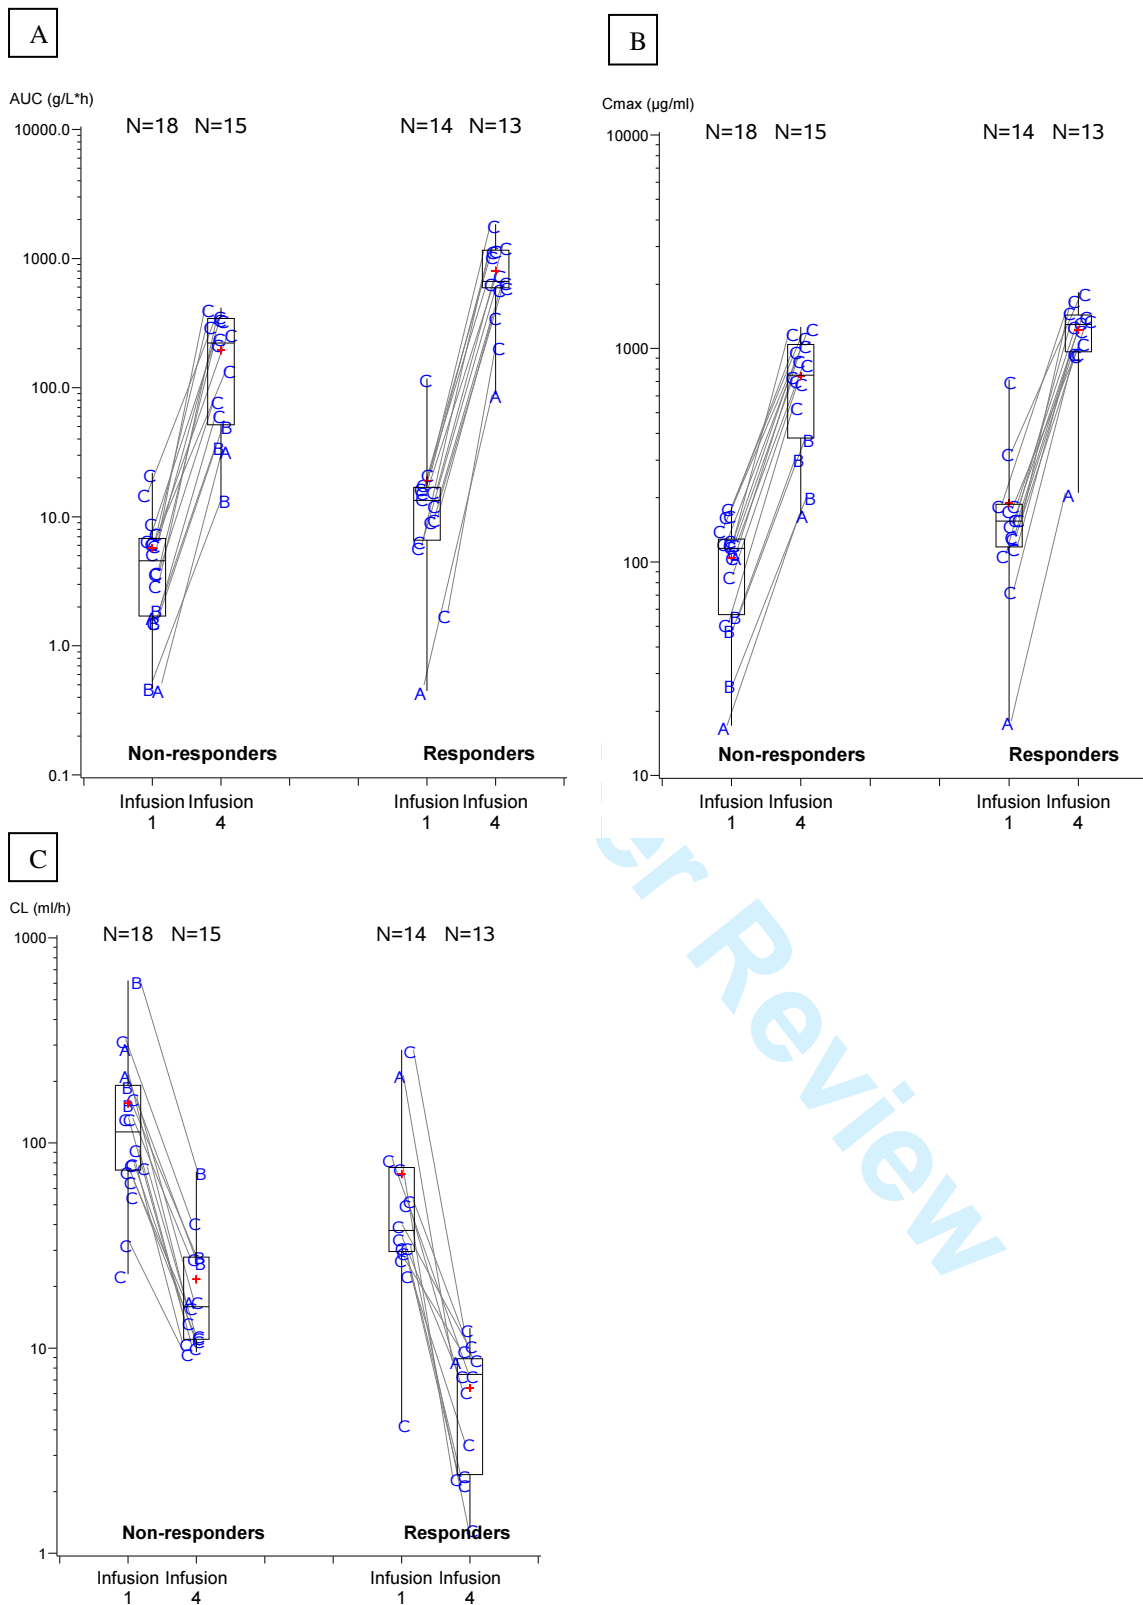 A
AUC (g/L*h)
N=18 N=15 N=14 N=13
10000.0
1000.0
100.0
10.0
1.0
0.1
Non-responders Responders
Infusion Infusion Infusion Infusion
1 4 1 4
B
Cmax (µg/ml)
N=18 N=15 N=14 N=13
10000
1000
100
10
Non-responders Responders
Infusion Infusion Infusion Infusion
1 4 1 4
C
CL (ml/h)
N=18 N=15 N=14 N=13
1000
100
10
1
Non-responders Responders
Infusion Infusion Infusion Infusion
1 4 1 4
er Review